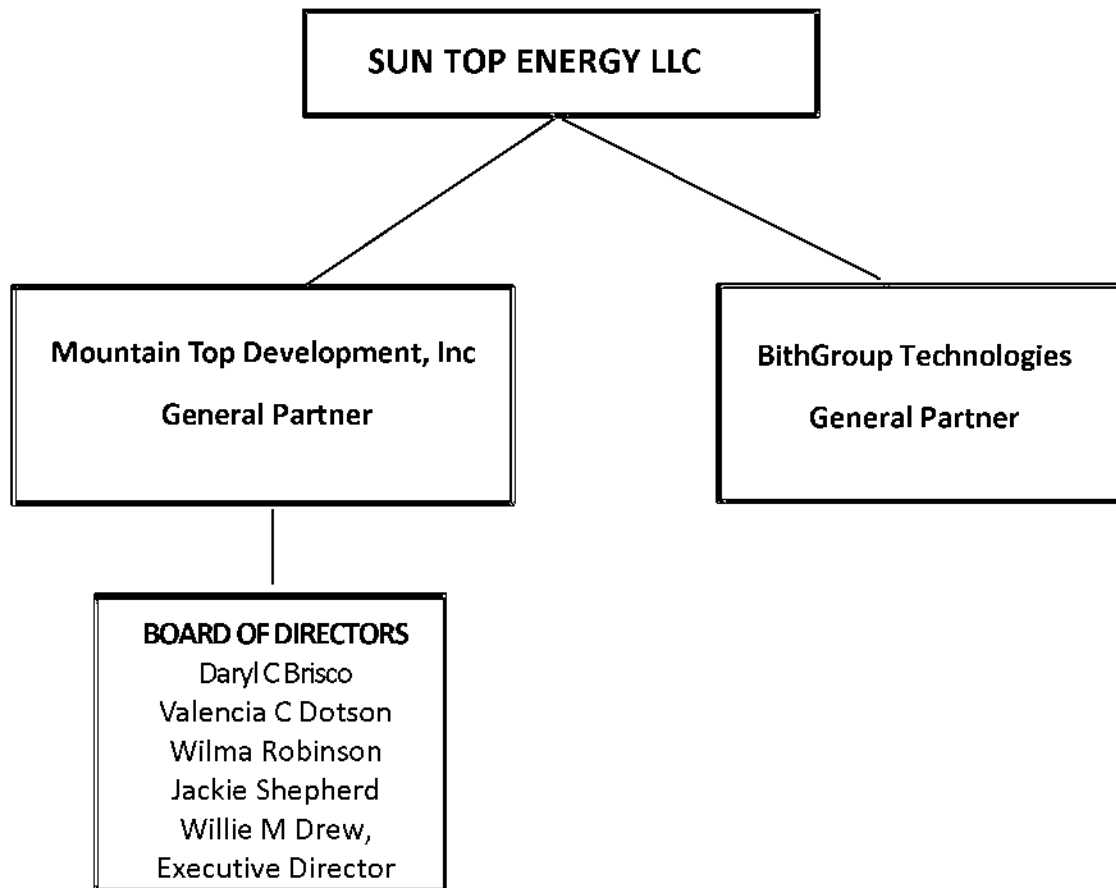 SUN TOP ENERGY LLC
Mountain Top Development, Inc
General Partner
BithGroup Technologies
General Partner
BOARD OF DIRECTORS
Daryl C Brisco
Valencia C Dotson
Wilma Robinson
Jackie Shepherd
Willie M Drew,
Executive Director